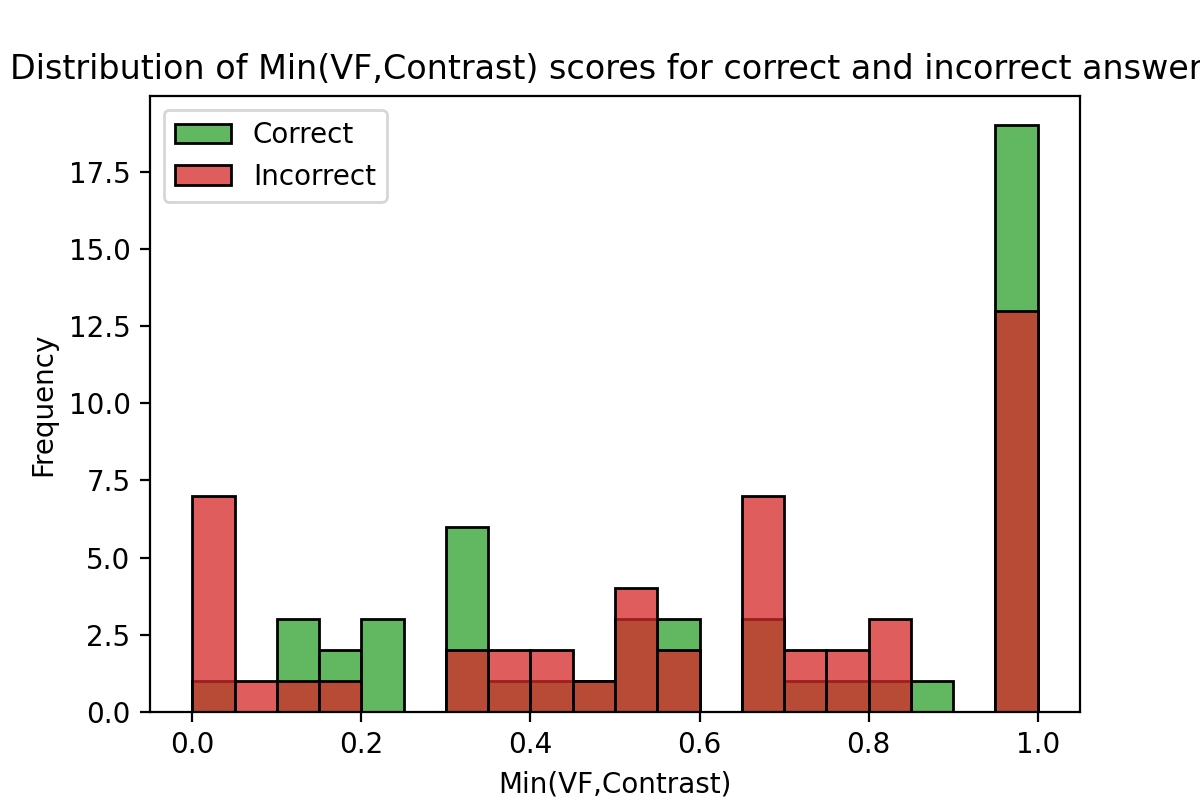 Distribution of Min(VF,Contrast) scores for correct and incorrect answer
Correct
Incorrect
17.5
15.0
12.5
10.0
7.5
5.0
2.5
0.0
Frequency
0.0 0.2 0.4 0.6 0.8 1.0
Min(VF,Contrast)